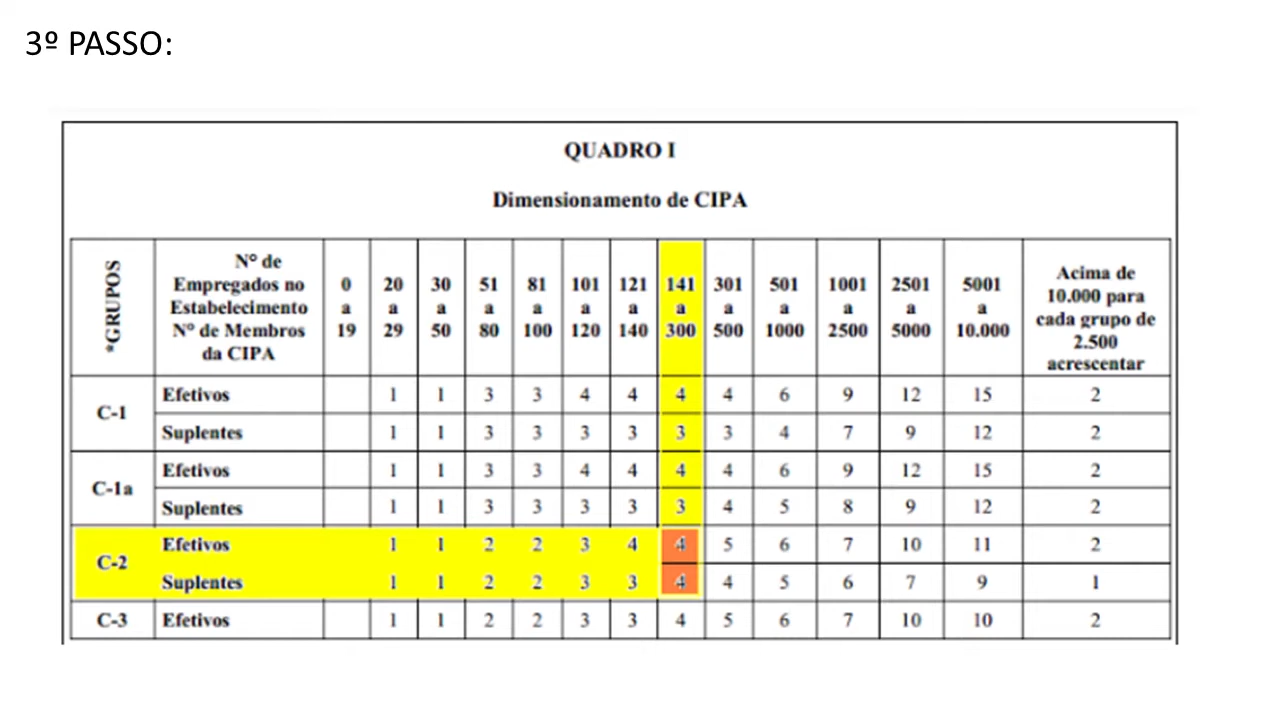 3º PASSO:
QUADRO I
Dimensionamento de CIPA
*GRUPOS
Nº de Empregados no Estabelecimento Nº de Membros da CIPA
0 a 19
20 a 29
30 a 50
51 a 80
81 a 100
101 a 120
121 a 140
141 a 300
301 a 500
501 a 1000
1001 a 2500
2501 a 5000
5001 a 10.000
Acima de 10.000 para cada grupo de 2.500 acrescentar
C-1
Efetivos 1 1 3 3 4 4 4 4 6 9 12 15 2
Suplentes 1 1 3 3 3 3 3 3 4 7 9 12 2
C-1a
Efetivos 1 1 3 3 4 4 4 4 6 9 12 15 2
Suplentes 1 1 3 3 3 3 3 4 5 8 9 12 2
C-2
Efetivos 1 1 2 2 3 4 4 5 6 7 10 11 2
Suplentes 1 1 2 2 3 3 4 4 5 6 7 9 1
C-3
Efetivos 1 1 2 2 3 3 4 5 6 7 10 10 2